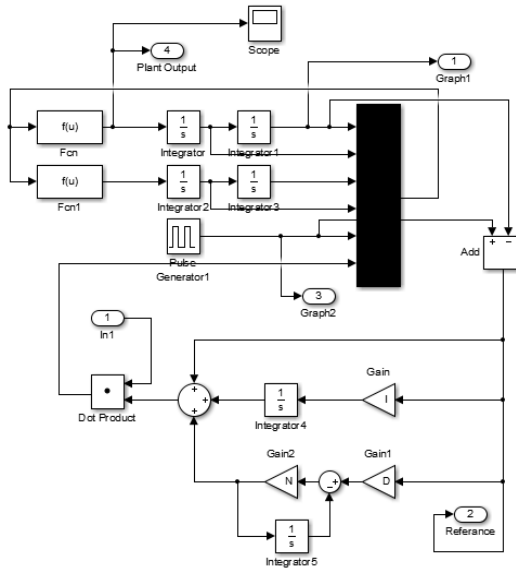 Scope
4
Plant Output
1
Graph1
f(u)
Fcn
1
s
Integrator
1
s
Integrator1
f(u)
Fcn1
1
s
Integrator2
1
s
Integrator3
Pulse
Generator1
+ −
Add
3
Graph2
1
In1
Dot Product
+
+
+
1
s
Integrator4
Gain
I
Gain2
N
− +
Gain1
D
1
s
Integrator5
2
Referance